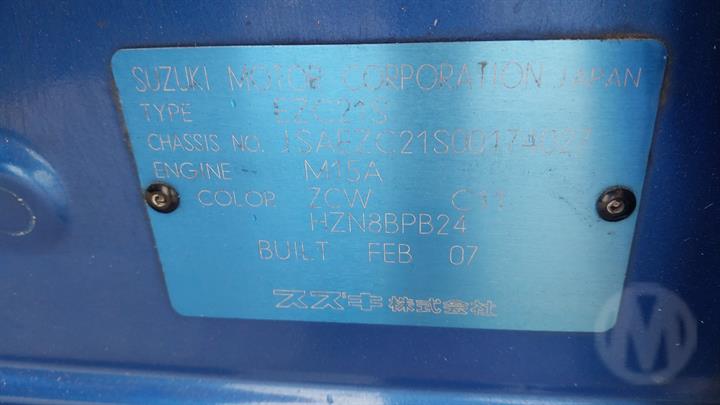 SUZUKI MOTOR CORPORATION JAPAN
TYPE EZC21S
CHASSIS NO. JSAEZC21S00174027
ENGINE M15A
COLOR ZCW C11
HZN8BPB24
BUILT FEB 07
スズキ株式会社
M